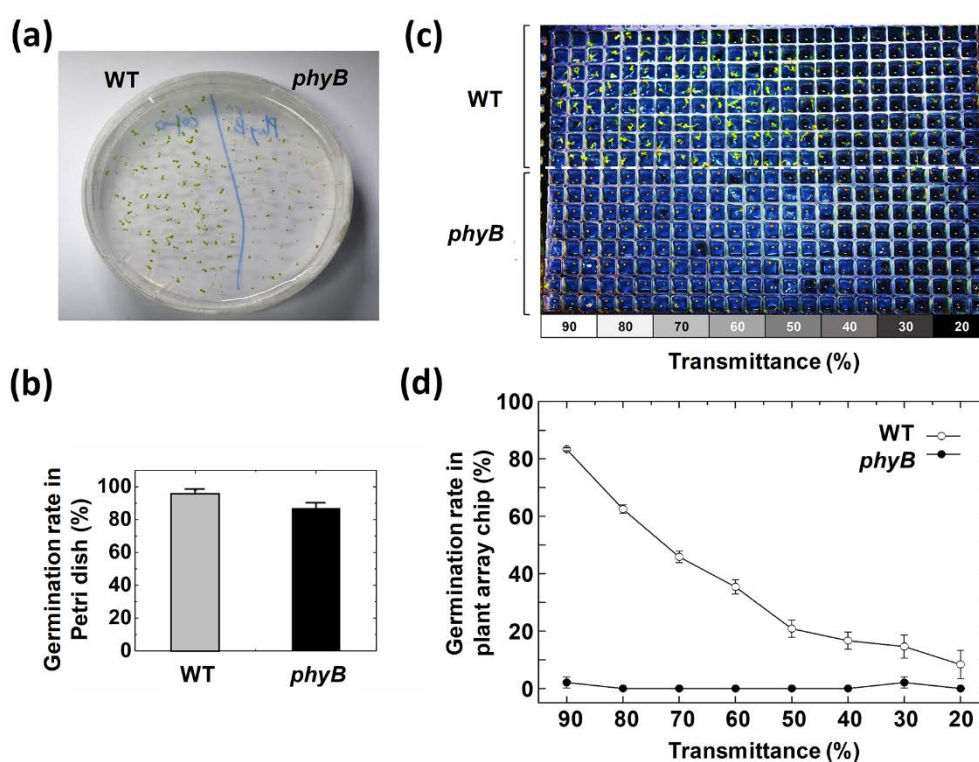 (a)
WT
phyB
phyB
(b)
Germination rate in
Petri dish (%)
100
80
60
40
20
0
WT
phyB
(c)
WT
phyB
90 80 70 60 50 40 30 20
Transmittance (%)
(d)
Germination rate in
plant array chip (%)
100
80
60
40
20
0
WT
phyB
90 80 70 60 50 40 30 20
Transmittance (%)